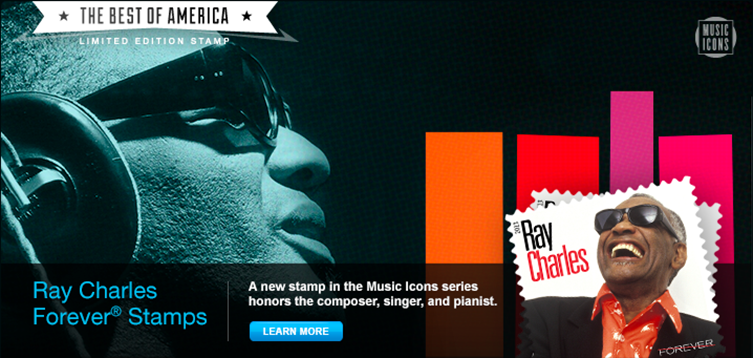 THE BEST OF AMERICA
LIMITED EDITION STAMP
MUSIC
ICONS
2013
Ray
Charles
FOREVER
Ray Charles
Forever® Stamps
A new stamp in the Music Icons series
honors the composer, singer, and pianist.
LEARN MORE